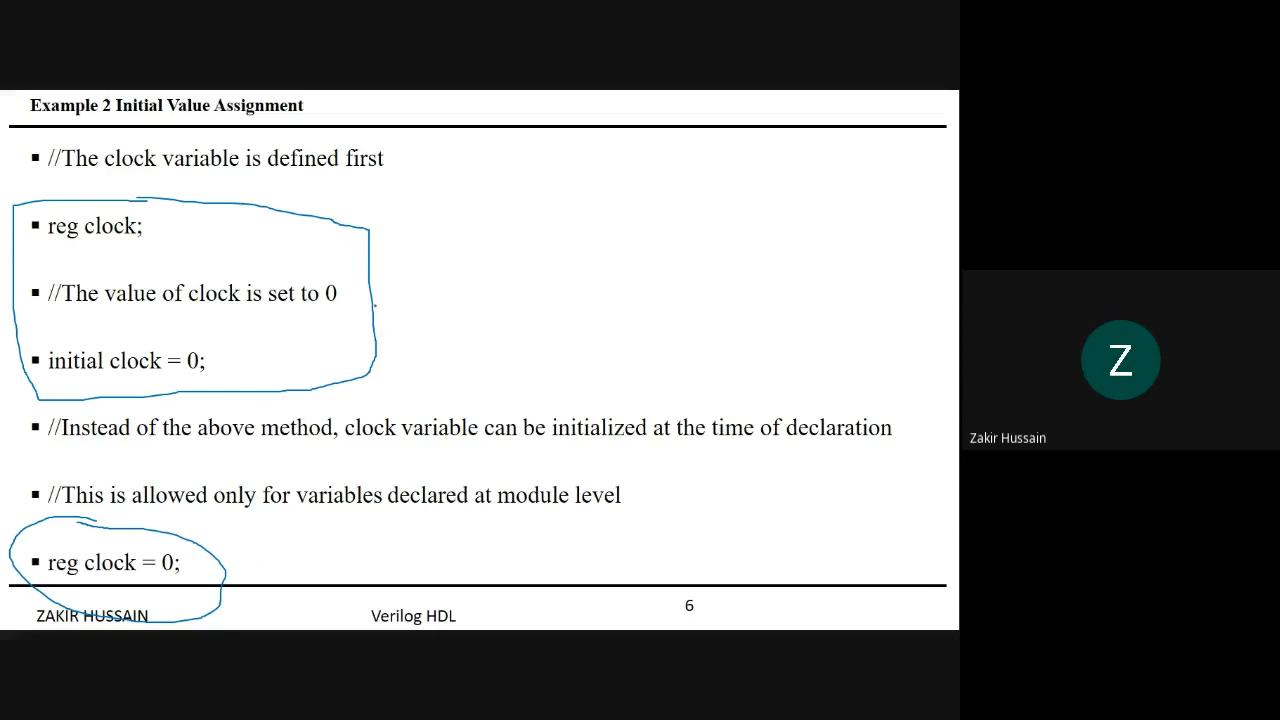 Example 2 Initial Value Assignment
▪ //The clock variable is defined first
▪ reg clock;
▪ //The value of clock is set to 0
▪ initial clock = 0;
▪ //Instead of the above method, clock variable can be initialized at the time of declaration
▪ //This is allowed only for variables declared at module level
▪ reg clock = 0;
ZAKIR HUSSAIN Verilog HDL 6
Z
Zakir Hussain